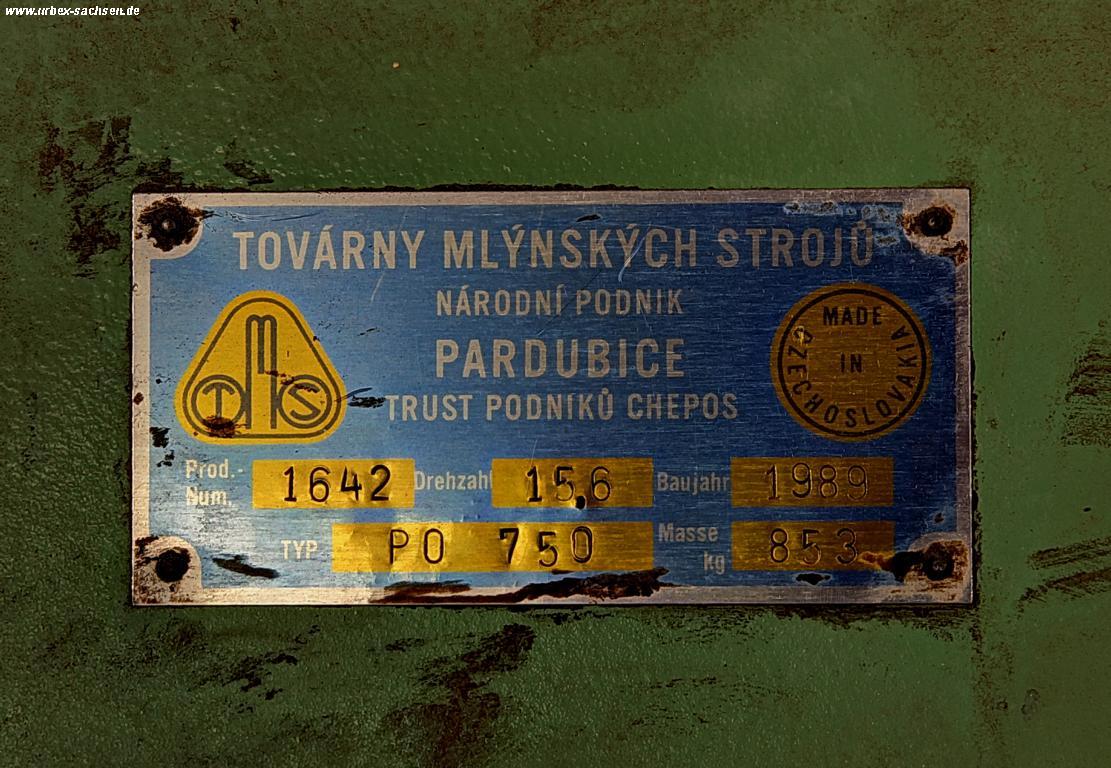 www.urbex-sachsen.de
TOVÁRNY MLÝNSKÝCH STROJŮ
NÁRODNÍ PODNIK
PARDUBICE
TRUST PODNIKŮ CHEPOS
TMS
MADE
IN
CZECHOSLOVAKIA
Prod.- Num. 1642 Drehzahl 15,6 Baujahr 1989
TYP PO 750 Masse kg 853